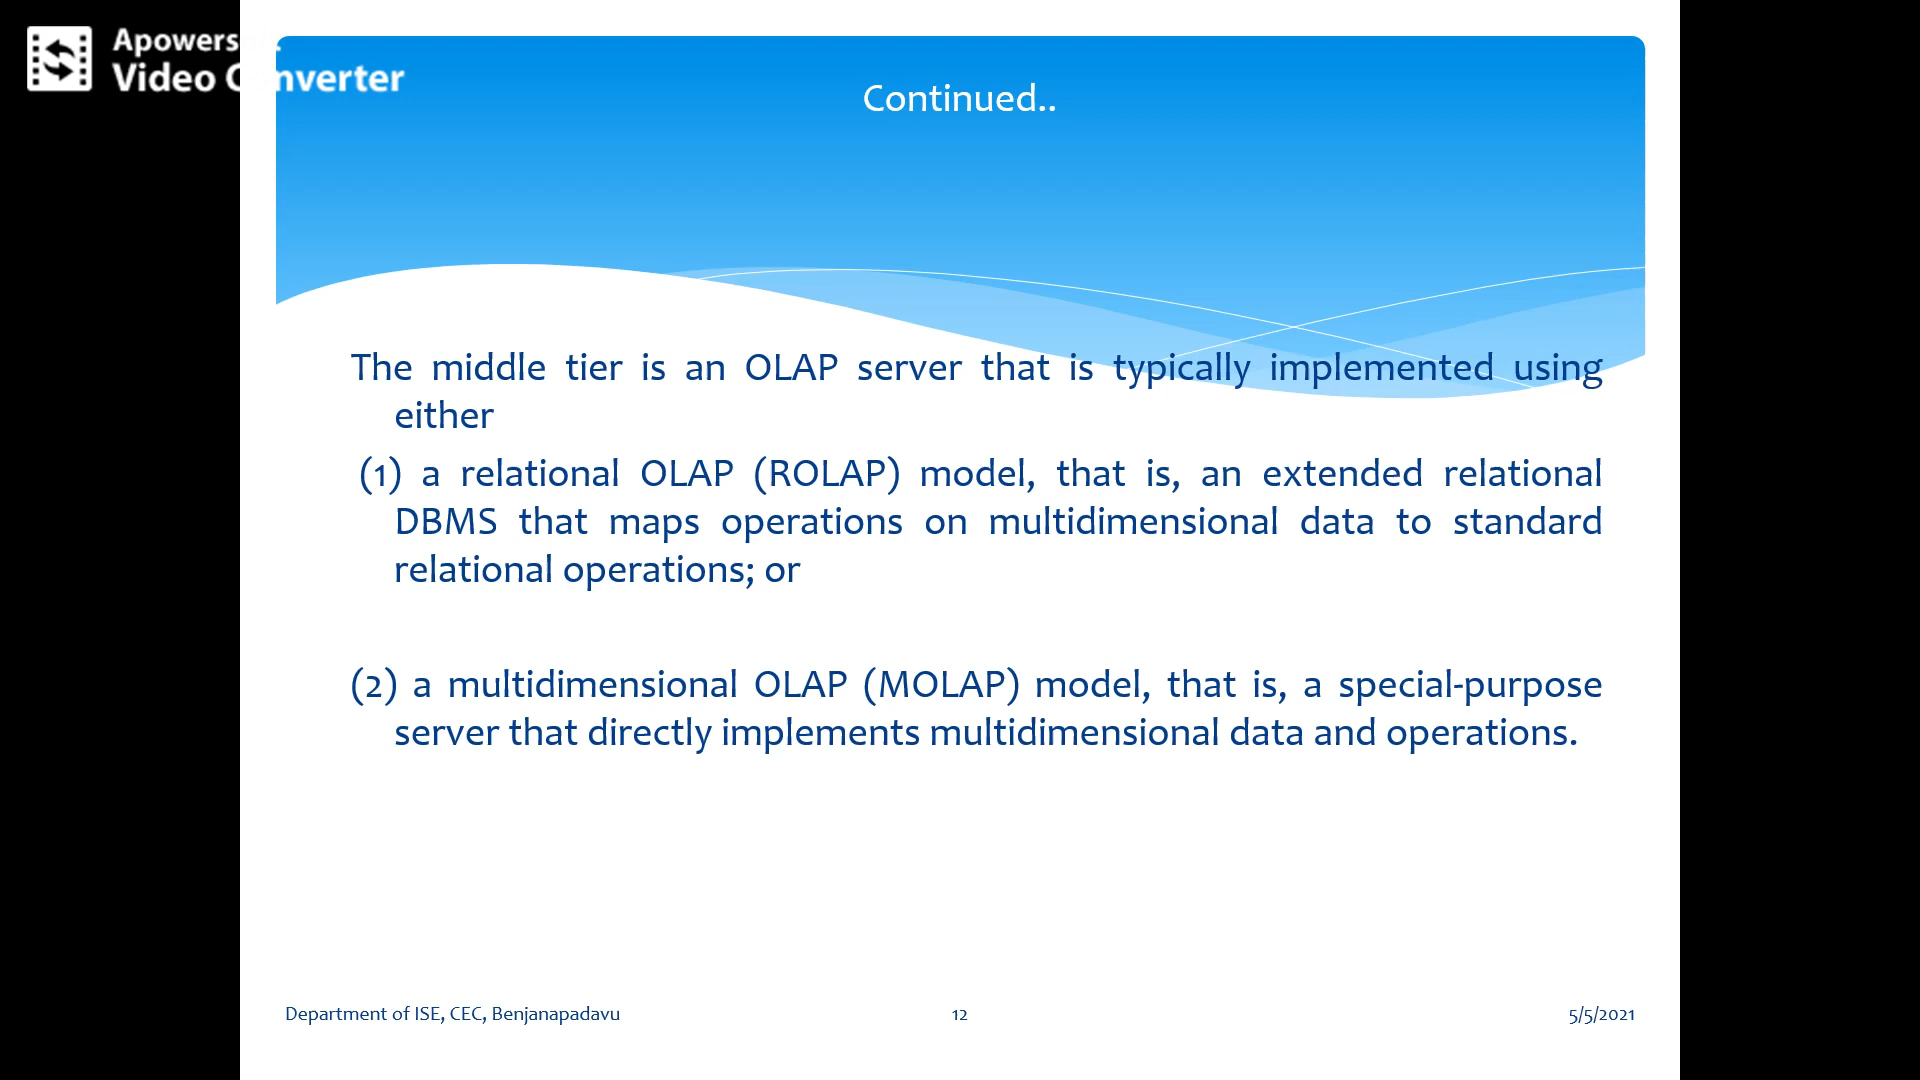 Apowers
Video Converter
Continued..
The middle tier is an OLAP server that is typically implemented using
either
(1) a relational OLAP (ROLAP) model, that is, an extended relational
DBMS that maps operations on multidimensional data to standard
relational operations; or
(2) a multidimensional OLAP (MOLAP) model, that is, a special-purpose
server that directly implements multidimensional data and operations.
Department of ISE, CEC, Benjanapadavu
12
5/5/2021